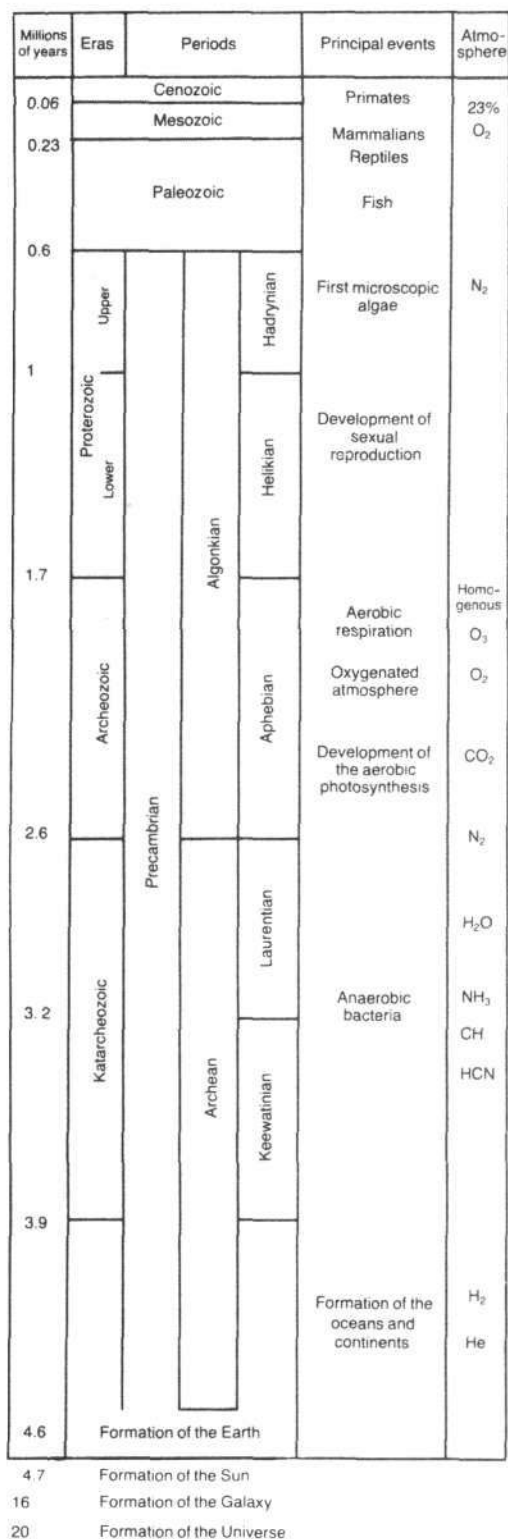 Millions
of years
Eras
Periods
Principal events
Atmo-
sphere
Cenozoic
Primates
0.06
23%
Mesozoic
Mammalians
O₂
0.23
Reptiles
Paleozoic
Fish
0.6
Upper
Hadrynian
First microscopic
algae
N₂
1
Proterozoic
Lower
Helikian
Development of
sexual
reproduction
Algonkian
1.7
Homo-
genous
Aerobic
respiration
O₃
Archeozoic
Aphebian
Oxygenated
atmosphere
O₂
Development of
the aerobic
photosynthesis
CO₂
2.6
Precambrian
N₂
Laurentian
H₂O
Katarcheozoic
Anaerobic
bacteria
NH₃
3.2
CH
Archean
Keewatinian
HCN
3.9
Formation of the
oceans and
continents
H₂
He
4.6 Formation of the Earth
4.7 Formation of the Sun
16 Formation of the Galaxy
20 Formation of the Universe